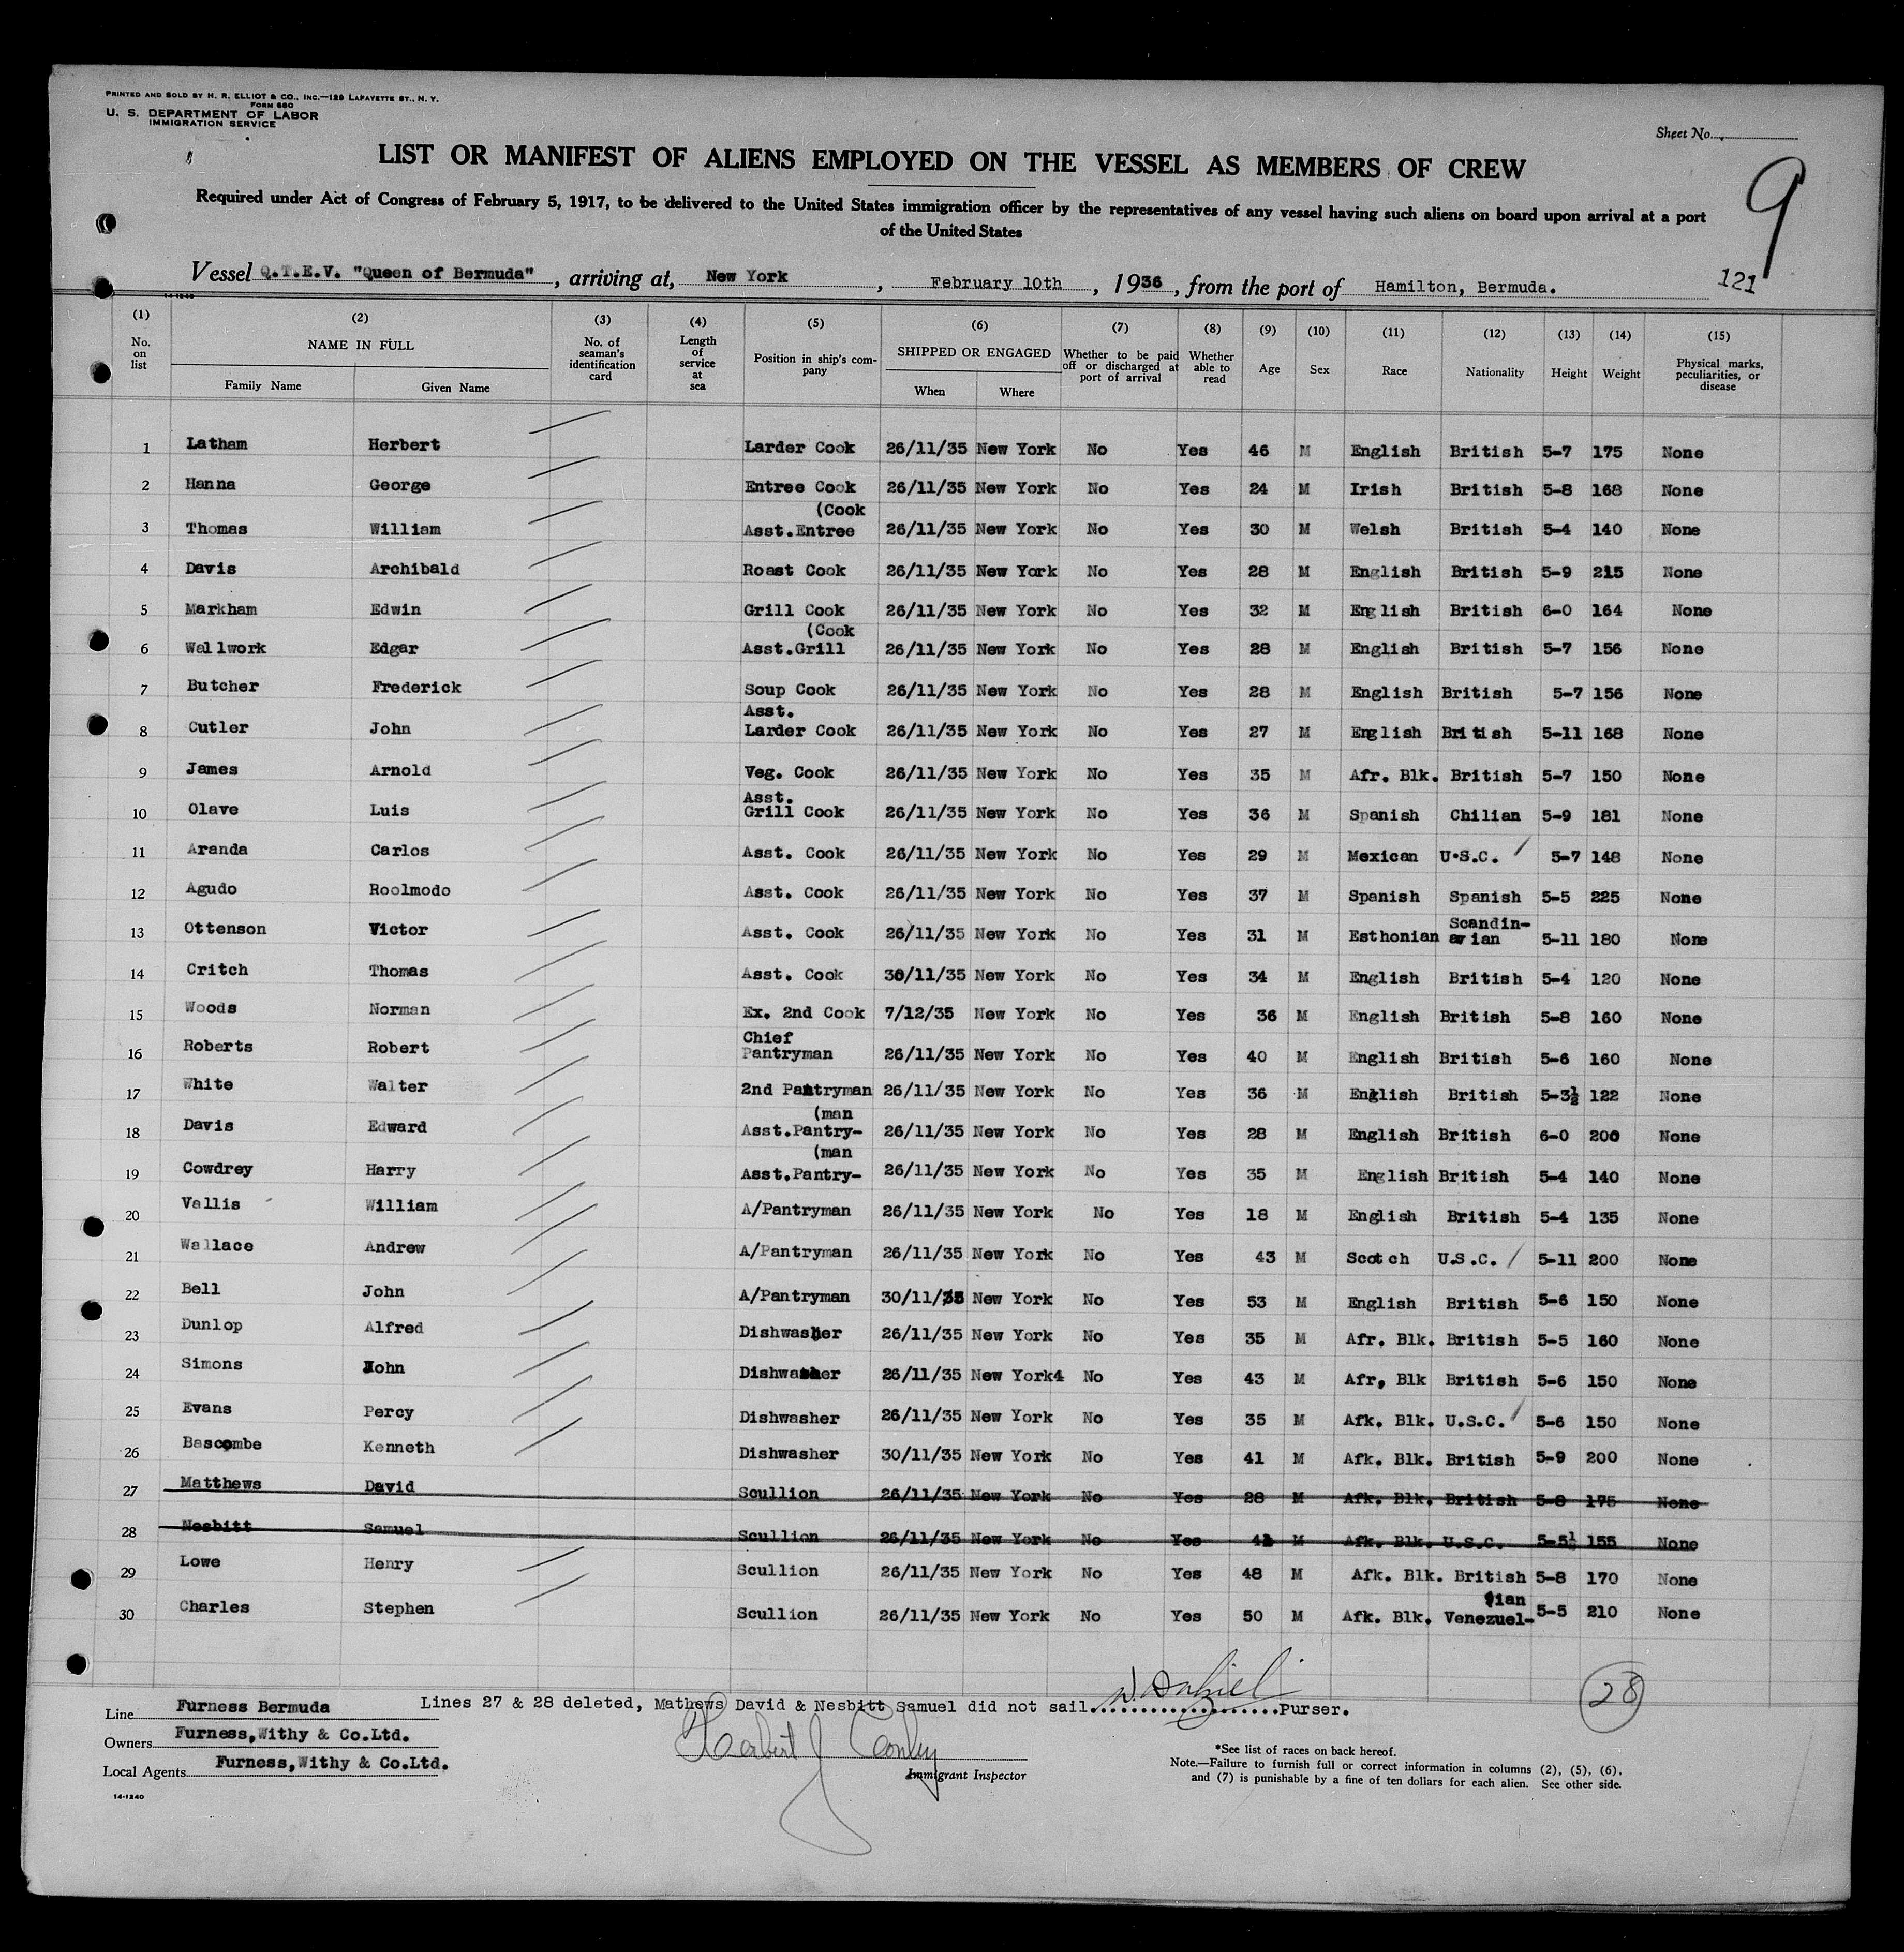 PRINTED AND SOLD BY H. R. ELLIOT & CO., INC.—129 LAFAYETTE ST., N. Y.
FORM 680
U. S. DEPARTMENT OF LABOR
IMMIGRATION SERVICE
Sheet No.
LIST OR MANIFEST OF ALIENS EMPLOYED ON THE VESSEL AS MEMBERS OF CREW
9
Required under Act of Congress of February 5, 1917, to be delivered to the United States immigration officer by the representatives of any vessel having such aliens on board upon arrival at a port
of the United States
Vessel Q.T.E.V. "Queen of Bermuda" , arriving at, New York , February 10th , 1936, from the port of Hamilton, Bermuda.
121
14-1240
(1) (2) (3) (4) (5) (6) (7) (8) (9) (10) (11) (12) (13) (14) (15)
No. on list NAME IN FULL Family Name Given Name No. of seaman's identification card Length of service at sea Position in ship's company SHIPPED OR ENGAGED When Where Whether to be paid off or discharged at port of arrival Whether able to read Age Sex Race Nationality Height Weight Physical marks, peculiarities, or disease
1 Latham Herbert Larder Cook 26/11/35 New York No Yes 46 M English British 5-7 175 None
2 Hanna George Entree Cook 26/11/35 New York No Yes 24 M Irish British 5-8 168 None
(Cook
3 Thomas William Asst.Entree 26/11/35 New York No Yes 30 M Welsh British 5-4 140 None
4 Davis Archibald Roast Cook 26/11/35 New York No Yes 28 M English British 5-9 215 None
5 Markham Edwin Grill Cook 26/11/35 New York No Yes 32 M English British 6-0 164 None
(Cook
6 Wallwork Edgar Asst.Grill 26/11/35 New York No Yes 28 M English British 5-7 156 None
7 Butcher Frederick Soup Cook 26/11/35 New York No Yes 28 M English British 5-7 156 None
Asst.
8 Cutler John Larder Cook 26/11/35 New York No Yes 27 M English British 5-11 168 None
9 James Arnold Veg. Cook 26/11/35 New York No Yes 35 M Afr. Blk. British 5-7 150 None
Asst.
10 Olave Luis Grill Cook 26/11/35 New York No Yes 36 M Spanish Chilian 5-9 181 None
11 Aranda Carlos Asst. Cook 26/11/35 New York No Yes 29 M Mexican U.S.C. 5-7 148 None
12 Agudo Roolmodo Asst. Cook 26/11/35 New York No Yes 37 M Spanish Spanish 5-5 225 None
Scandin-
13 Ottenson Victor Asst. Cook 26/11/35 New York No Yes 31 M Esthonian avian 5-11 180 None
14 Critch Thomas Asst. Cook 30/11/35 New York No Yes 34 M English British 5-4 120 None
15 Woods Norman Ex. 2nd Cook 7/12/35 New York No Yes 36 M English British 5-8 160 None
Chief
16 Roberts Robert Pantryman 26/11/35 New York No Yes 40 M English British 5-6 160 None
17 White Walter 2nd Pantryman 26/11/35 New York No Yes 36 M English British 5-3½ 122 None
(man
18 Davis Edward Asst.Pantry- 26/11/35 New York No Yes 28 M English British 6-0 200 None
(man
19 Cowdrey Harry Asst.Pantry- 26/11/35 New York No Yes 35 M English British 5-4 140 None
20 Vallis William A/Pantryman 26/11/35 New York No Yes 18 M English British 5-4 135 None
21 Wallace Andrew A/Pantryman 26/11/35 New York No Yes 43 M Scotch U.S.C. 5-11 200 None
22 Bell John A/Pantryman 30/11/35 New York No Yes 53 M English British 5-6 150 None
23 Dunlop Alfred Dishwasher 26/11/35 New York No Yes 35 M Afr. Blk. British 5-5 160 None
24 Simons John Dishwasher 26/11/35 New York4 No Yes 43 M Afr, Blk British 5-6 150 None
25 Evans Percy Dishwasher 26/11/35 New York No Yes 35 M Afk. Blk. U.S.C. 5-6 150 None
26 Bascombe Kenneth Dishwasher 30/11/35 New York No Yes 41 M Afk. Blk. British 5-9 200 None
27 Matthews David Scullion 26/11/35 New York No Yes 28 M Afk. Blk. British 5-8 175 None
28 Nesbitt Samuel Scullion 26/11/35 New York No Yes 42 M Afk. Blk. U.S.C. 5-5½ 155 None
29 Lowe Henry Scullion 26/11/35 New York No Yes 48 M Afk. Blk. British 5-8 170 None
ian
30 Charles Stephen Scullion 26/11/35 New York No Yes 50 M Afk. Blk. Venezuel- 5-5 210 None
Lines 27 & 28 deleted, Mathews David & Nesbitt Samuel did not sail....................Purser.
28
Line Furness Bermuda
Owners Furness,Withy & Co.Ltd.
Local Agents Furness,Withy & Co.Ltd.
Herbert J Conley
Immigrant Inspector
*See list of races on back hereof.
Note.—Failure to furnish full or correct information in columns (2), (5), (6),
and (7) is punishable by a fine of ten dollars for each alien. See other side.
14-1240